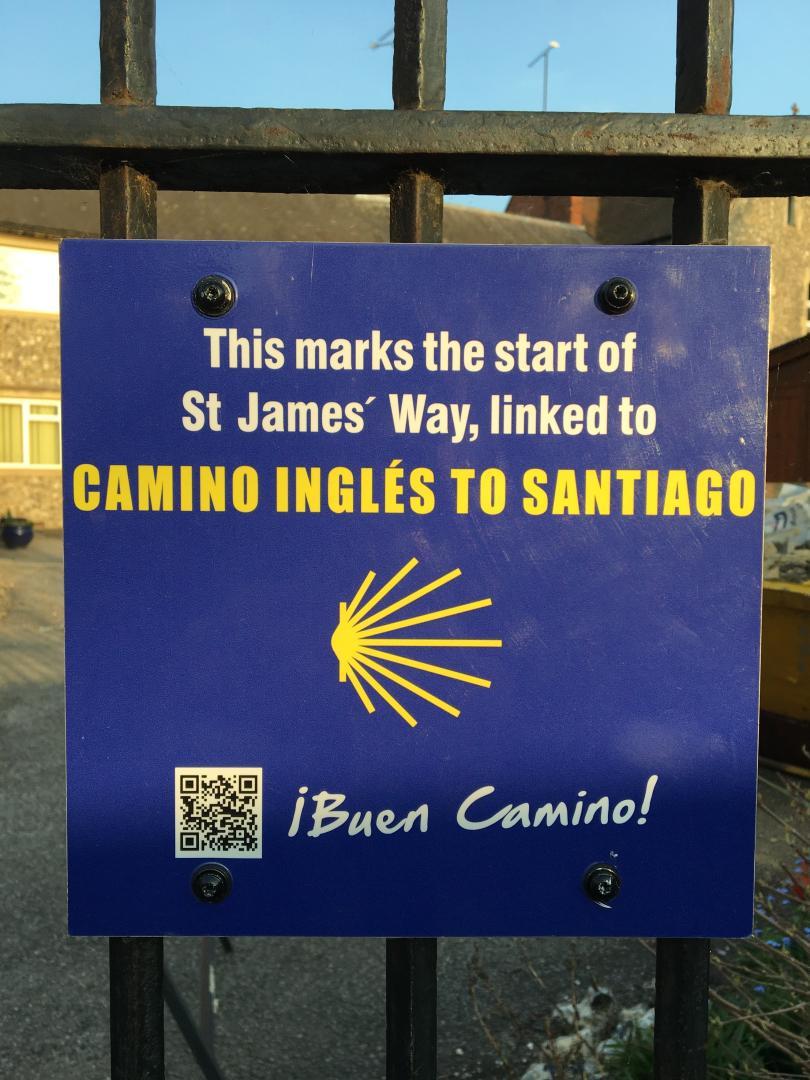 This marks the start of
St James´ Way, linked to
CAMINO INGLÉS TO SANTIAGO
¡Buen Camino!